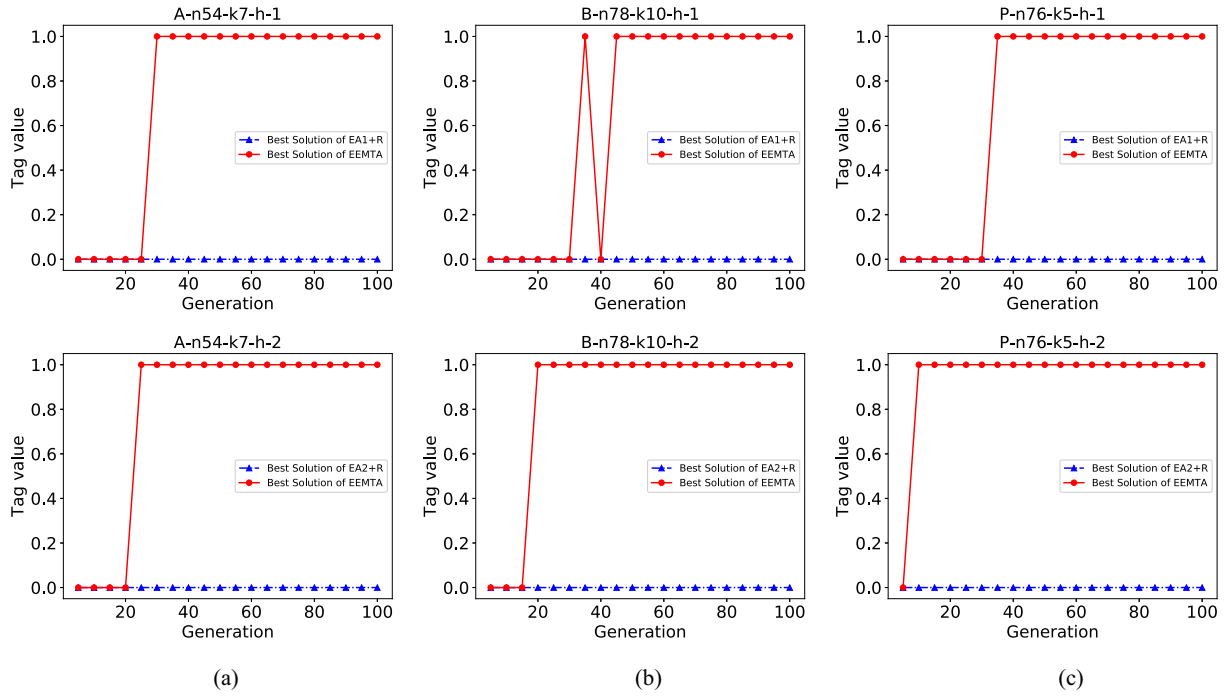 A-n54-k7-h-1
B-n78-k10-h-1
P-n76-k5-h-1
1.0
0.8
0.6
0.4
0.2
0.0
Tag value
Best Solution of EA1+R
Best Solution of EEMTA
20 40 60 80 100
Generation
1.0
0.8
0.6
0.4
0.2
0.0
Tag value
Best Solution of EA1+R
Best Solution of EEMTA
20 40 60 80 100
Generation
1.0
0.8
0.6
0.4
0.2
0.0
Tag value
Best Solution of EA1+R
Best Solution of EEMTA
20 40 60 80 100
Generation
A-n54-k7-h-2
B-n78-k10-h-2
P-n76-k5-h-2
1.0
0.8
0.6
0.4
0.2
0.0
Tag value
Best Solution of EA2+R
Best Solution of EEMTA
20 40 60 80 100
Generation
1.0
0.8
0.6
0.4
0.2
0.0
Tag value
Best Solution of EA2+R
Best Solution of EEMTA
20 40 60 80 100
Generation
1.0
0.8
0.6
0.4
0.2
0.0
Tag value
Best Solution of EA2+R
Best Solution of EEMTA
20 40 60 80 100
Generation
(a)
(b)
(c)